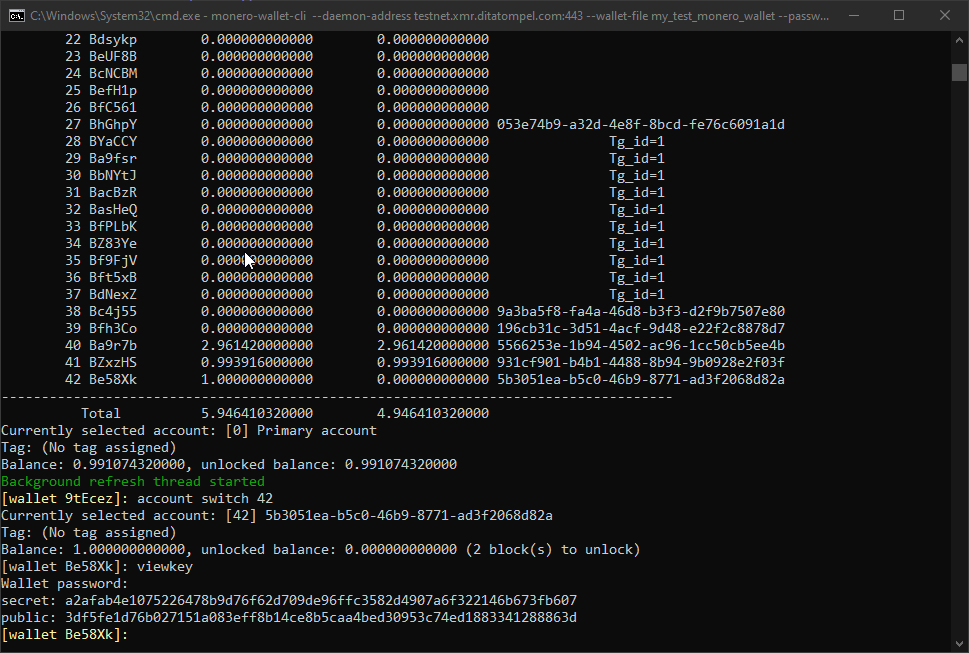 C:\Windows\System32\cmd.exe - monero-wallet-cli --daemon-address testnet.xmr.ditatompel.com:443 --wallet-file my_test_monero_wallet --passw...
22 Bdsykp 0.000000000000 0.000000000000
23 BeUF8B 0.000000000000 0.000000000000
24 BcNCBM 0.000000000000 0.000000000000
25 BefH1p 0.000000000000 0.000000000000
26 BfC561 0.000000000000 0.000000000000
27 BhGhpY 0.000000000000 0.000000000000 053e74b9-a32d-4e8f-8bcd-fe76c6091a1d
28 BYaCCY 0.000000000000 0.000000000000 Tg_id=1
29 Ba9fsr 0.000000000000 0.000000000000 Tg_id=1
30 BbNYtJ 0.000000000000 0.000000000000 Tg_id=1
31 BacBzR 0.000000000000 0.000000000000 Tg_id=1
32 BasHeQ 0.000000000000 0.000000000000 Tg_id=1
33 BfPLbK 0.000000000000 0.000000000000 Tg_id=1
34 BZ83Ye 0.000000000000 0.000000000000 Tg_id=1
35 Bf9FjV 0.000000000000 0.000000000000 Tg_id=1
36 Bft5xB 0.000000000000 0.000000000000 Tg_id=1
37 BdNexZ 0.000000000000 0.000000000000 Tg_id=1
38 Bc4j55 0.000000000000 0.000000000000 9a3ba5f8-fa4a-46d8-b3f3-d2f9b7507e80
39 Bfh3Co 0.000000000000 0.000000000000 196cb31c-3d51-4acf-9d48-e22f2c8878d7
40 Ba9r7b 2.961420000000 2.961420000000 5566253e-1b94-4502-ac96-1cc50cb5ee4b
41 BZxzHS 0.993916000000 0.993916000000 931cf901-b4b1-4488-8b94-9b0928e2f03f
42 Be58Xk 1.000000000000 0.000000000000 5b3051ea-b5c0-46b9-8771-ad3f2068d82a
------------------------------------------------------------------------------------
Total 5.946410320000 4.946410320000
Currently selected account: [0] Primary account
Tag: (No tag assigned)
Balance: 0.991074320000, unlocked balance: 0.991074320000
Background refresh thread started
[wallet 9tEcez]: account switch 42
Currently selected account: [42] 5b3051ea-b5c0-46b9-8771-ad3f2068d82a
Tag: (No tag assigned)
Balance: 1.000000000000, unlocked balance: 0.000000000000 (2 block(s) to unlock)
[wallet Be58Xk]: viewkey
Wallet password:
secret: a2afab4e1075226478b9d76f62d709de96ffc3582d4907a6f322146b673fb607
public: 3df5fe1d76b027151a083eff8b14ce8b5caa4bed30953c74ed1883341288863d
[wallet Be58Xk]: